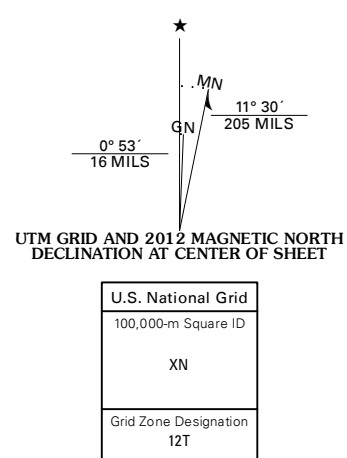 ★
MN
GN
11° 30´
205 MILS
0° 53´
16 MILS
UTM GRID AND 2012 MAGNETIC NORTH
DECLINATION AT CENTER OF SHEET
U.S. National Grid
100,000-m Square ID
XN
Grid Zone Designation
12T